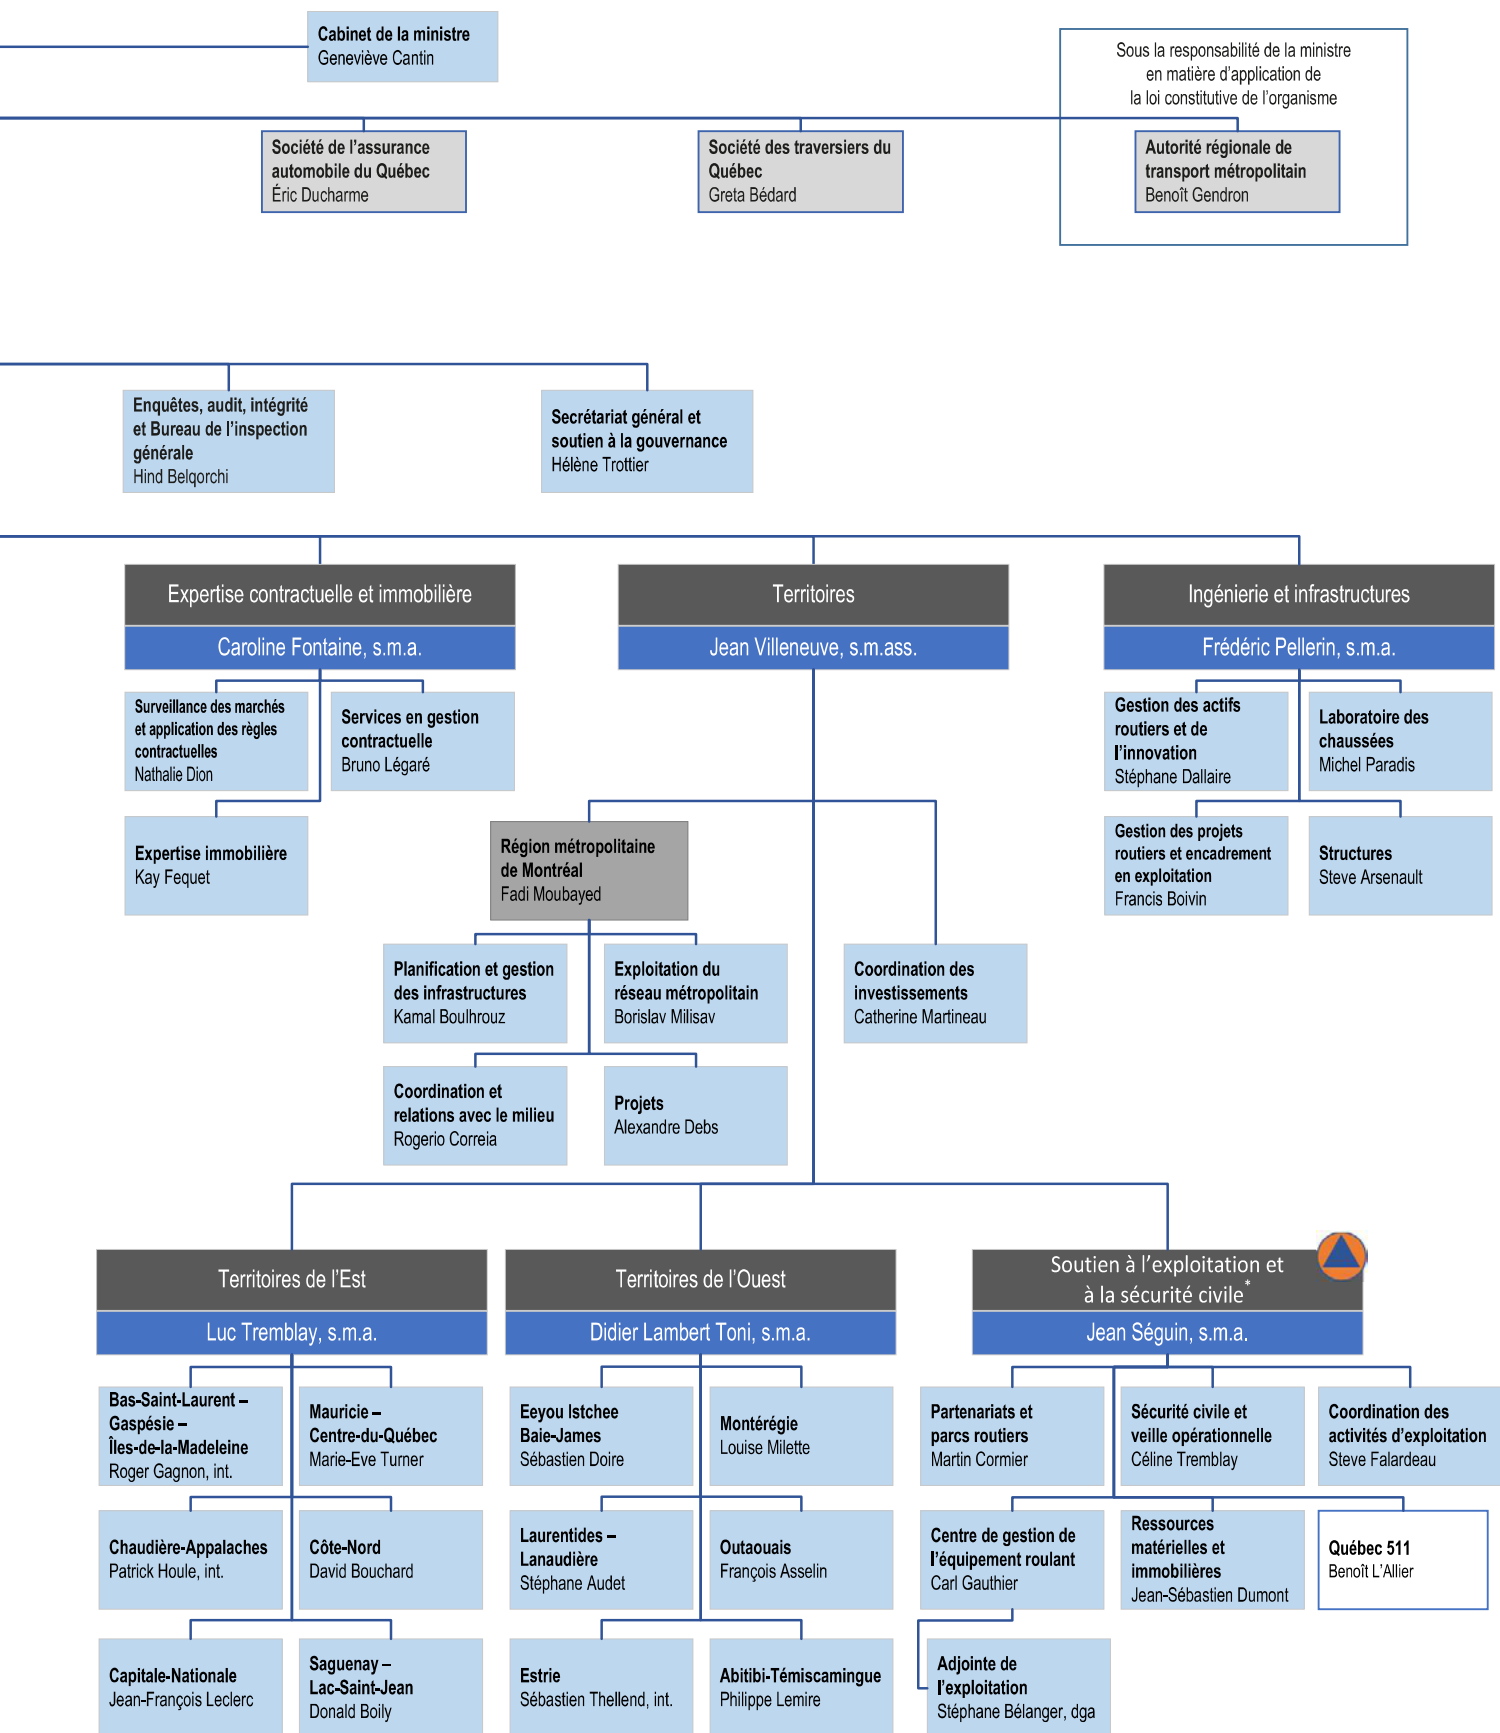 Cabinet de la ministre
Geneviève Cantin
Sous la responsabilité de la ministre
en matière d'application de
la loi constitutive de l'organisme
Société de l'assurance
automobile du Québec
Éric Ducharme
Société des traversiers du
Québec
Greta Bédard
Autorité régionale de
transport métropolitain
Benoît Gendron
Enquêtes, audit, intégrité
et Bureau de l'inspection
générale
Hind Belqorchi
Secrétariat général et
soutien à la gouvernance
Hélène Trottier
Expertise contractuelle et immobilière
Caroline Fontaine, s.m.a.
Territoires
Jean Villeneuve, s.m.ass.
Ingénierie et infrastructures
Frédéric Pellerin, s.m.a.
Surveillance des marchés
et application des règles
contractuelles
Nathalie Dion
Services en gestion
contractuelle
Bruno Légaré
Gestion des actifs
routiers et de
l'innovation
Stéphane Dallaire
Laboratoire des
chaussées
Michel Paradis
Expertise immobilière
Kay Fequet
Région métropolitaine
de Montréal
Fadi Moubayed
Gestion des projets
routiers et encadrement
en exploitation
Francis Boivin
Structures
Steve Arsenault
Planification et gestion
des infrastructures
Kamal Boulhrouz
Exploitation du
réseau métropolitain
Borislav Milisav
Coordination des
investissements
Catherine Martineau
Coordination et
relations avec le milieu
Rogerio Correia
Projets
Alexandre Debs
Territoires de l'Est
Luc Tremblay, s.m.a.
Territoires de l'Ouest
Didier Lambert Toni, s.m.a.
Soutien à l'exploitation et
à la sécurité civile*
Jean Séguin, s.m.a.
Bas-Saint-Laurent –
Gaspésie –
Îles-de-la-Madeleine
Roger Gagnon, int.
Mauricie –
Centre-du-Québec
Marie-Eve Turner
Eeyou Istchee
Baie-James
Sébastien Doire
Montérégie
Louise Milette
Partenariats et
parcs routiers
Martin Cormier
Sécurité civile et
veille opérationnelle
Céline Tremblay
Coordination des
activités d'exploitation
Steve Falardeau
Chaudière-Appalaches
Patrick Houle, int.
Côte-Nord
David Bouchard
Laurentides –
Lanaudière
Stéphane Audet
Outaouais
François Asselin
Centre de gestion de
l'équipement roulant
Carl Gauthier
Ressources
matérielles et
immobilières
Jean-Sébastien Dumont
Québec 511
Benoît L'Allier
Capitale-Nationale
Jean-François Leclerc
Saguenay –
Lac-Saint-Jean
Donald Boily
Estrie
Sébastien Thellend, int.
Abitibi-Témiscamingue
Philippe Lemire
Adjointe de
l'exploitation
Stéphane Bélanger, dga